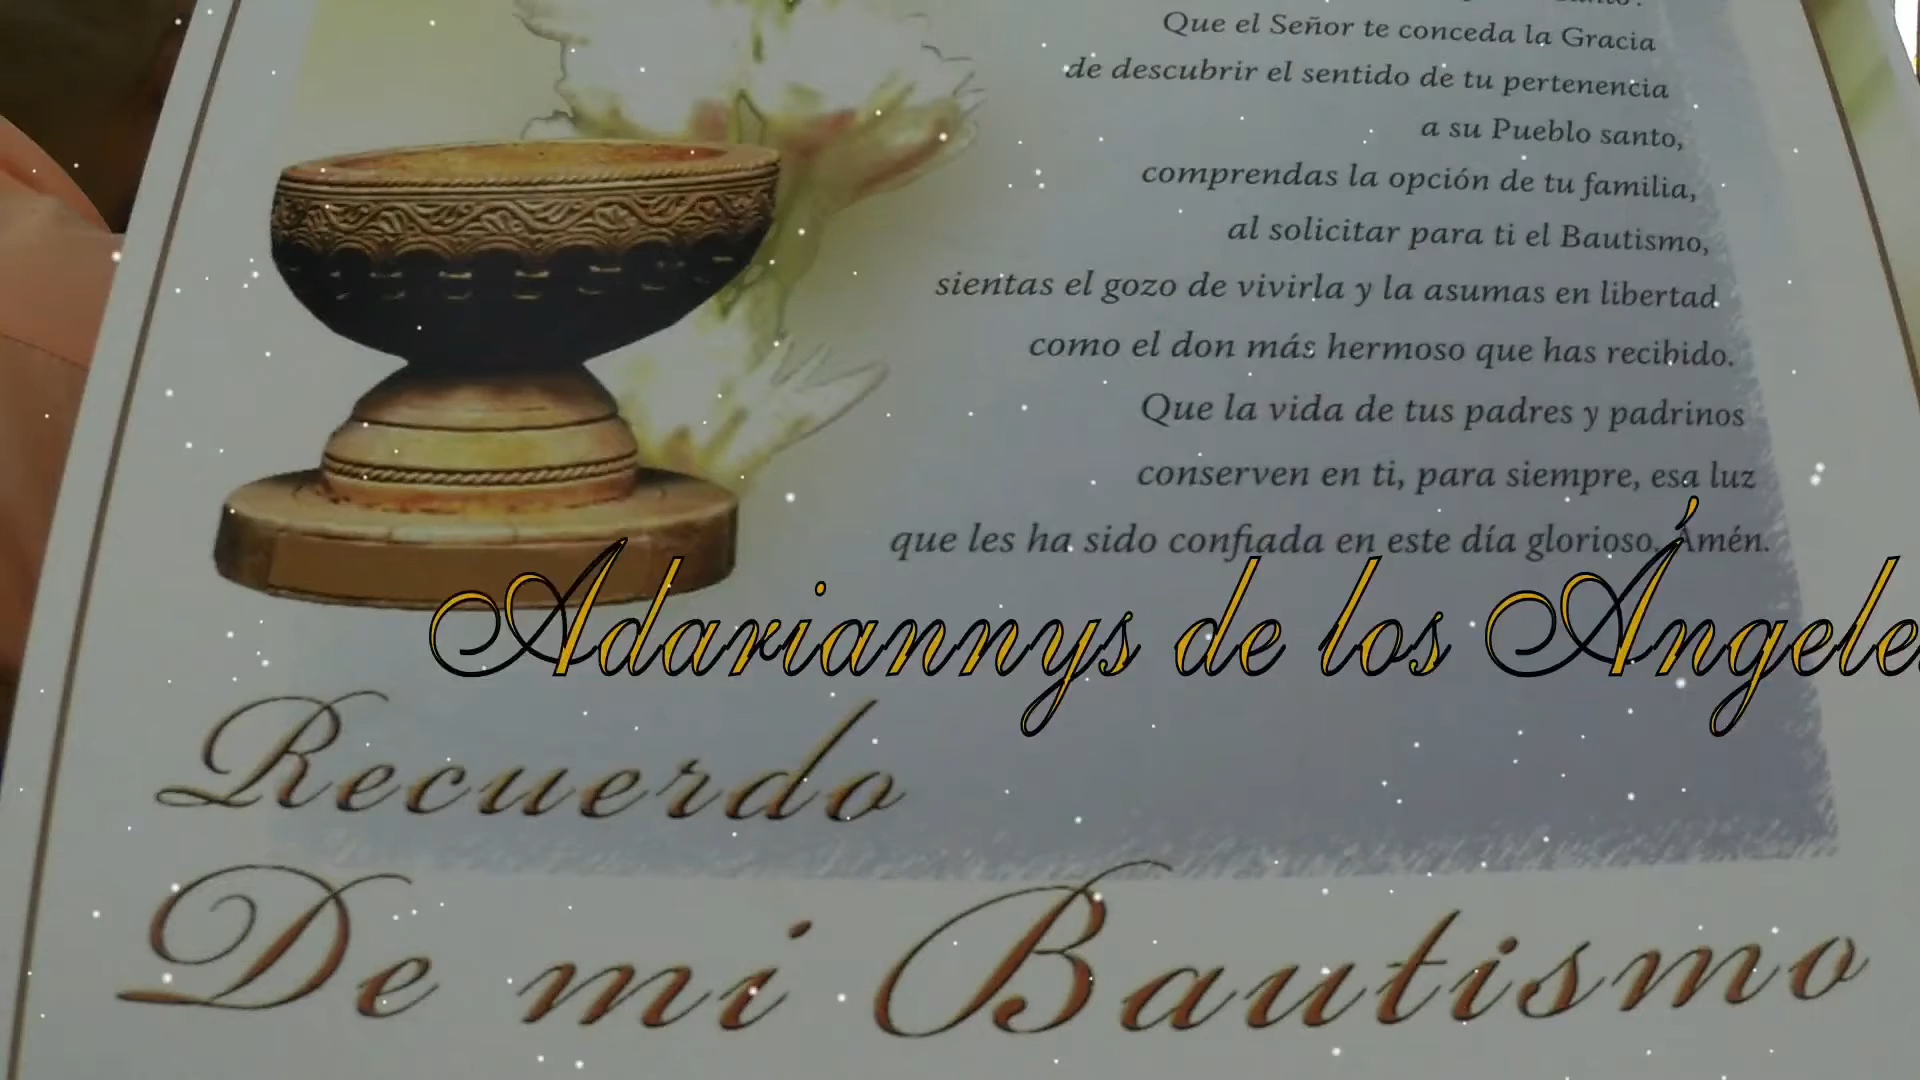 Que el Señor te conceda la Gracia
de descubrir el sentido de tu pertenencia
a su Pueblo santo,
comprendas la opción de tu familia,
al solicitar para ti el Bautismo,
sientas el gozo de vivirla y la asumas en libertad
como el don más hermoso que has recibido.
Que la vida de tus padres y padrinos
conserven en ti, para siempre, esa luz
que les ha sido confiada en este día glorioso. Amén.
Adariannys de los Ángele
Recuerdo
De mi Bautismo